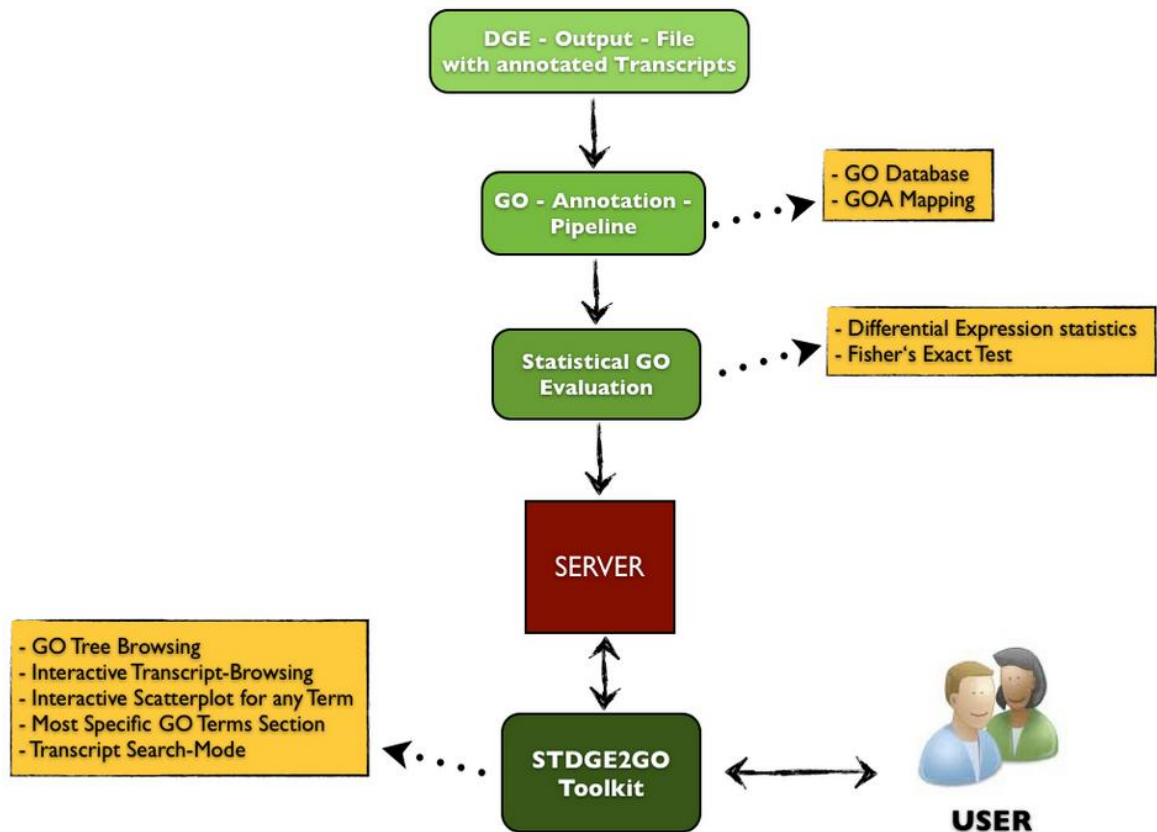 DGE - Output - File
with annotated Transcripts
GO - Annotation -
Pipeline
- GO Database
- GOA Mapping
Statistical GO
Evaluation
- Differential Expression statistics
- Fisher‘s Exact Test
SERVER
- GO Tree Browsing
- Interactive Transcript-Browsing
- Interactive Scatterplot for any Term
- Most Specific GO Terms Section
- Transcript Search-Mode
STDGE2GO
Toolkit
USER